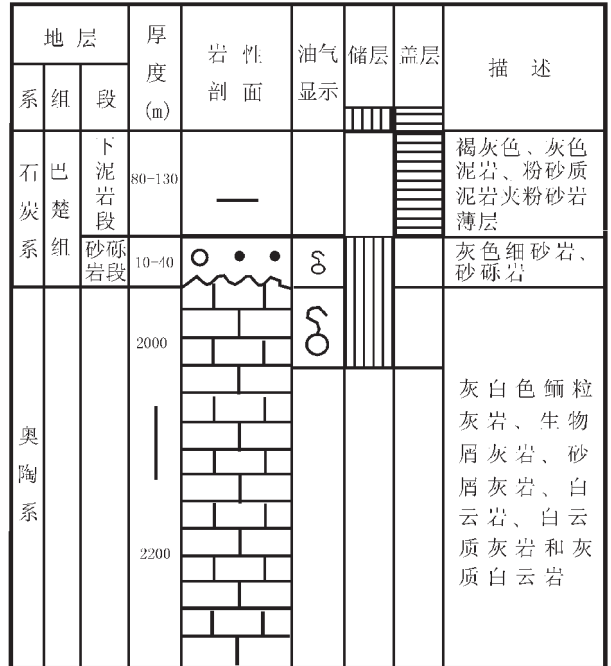 地层
厚度(m)
岩性剖面
油气显示
储层
盖层
描述
系
组
段
石炭系
巴楚组
下泥岩段
80-130
褐灰色、灰色
泥岩、粉砂质
泥岩夹粉砂岩
薄层
砂砾
岩段
10-40
灰色细砂岩、
砂砾岩
奥陶系
2000
2200
灰白色鲕粒
灰岩、生物
屑灰岩、砂
屑灰岩、白
云岩、白云
质灰岩和灰
质白云岩